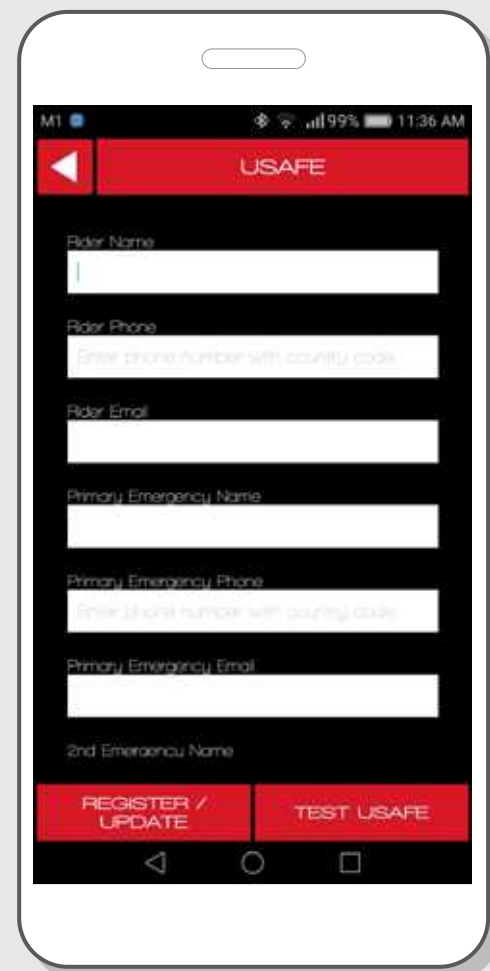 M1 99% 11:36 AM
USAFE
Rider Name
Rider Phone
Enter phone number with country code
Rider Email
Primary Emergency Name
Primary Emergency Phone
Enter phone number with country code
Primary Emergency Email
2nd Emergency Name
REGISTER /
UPDATE
TEST USAFE